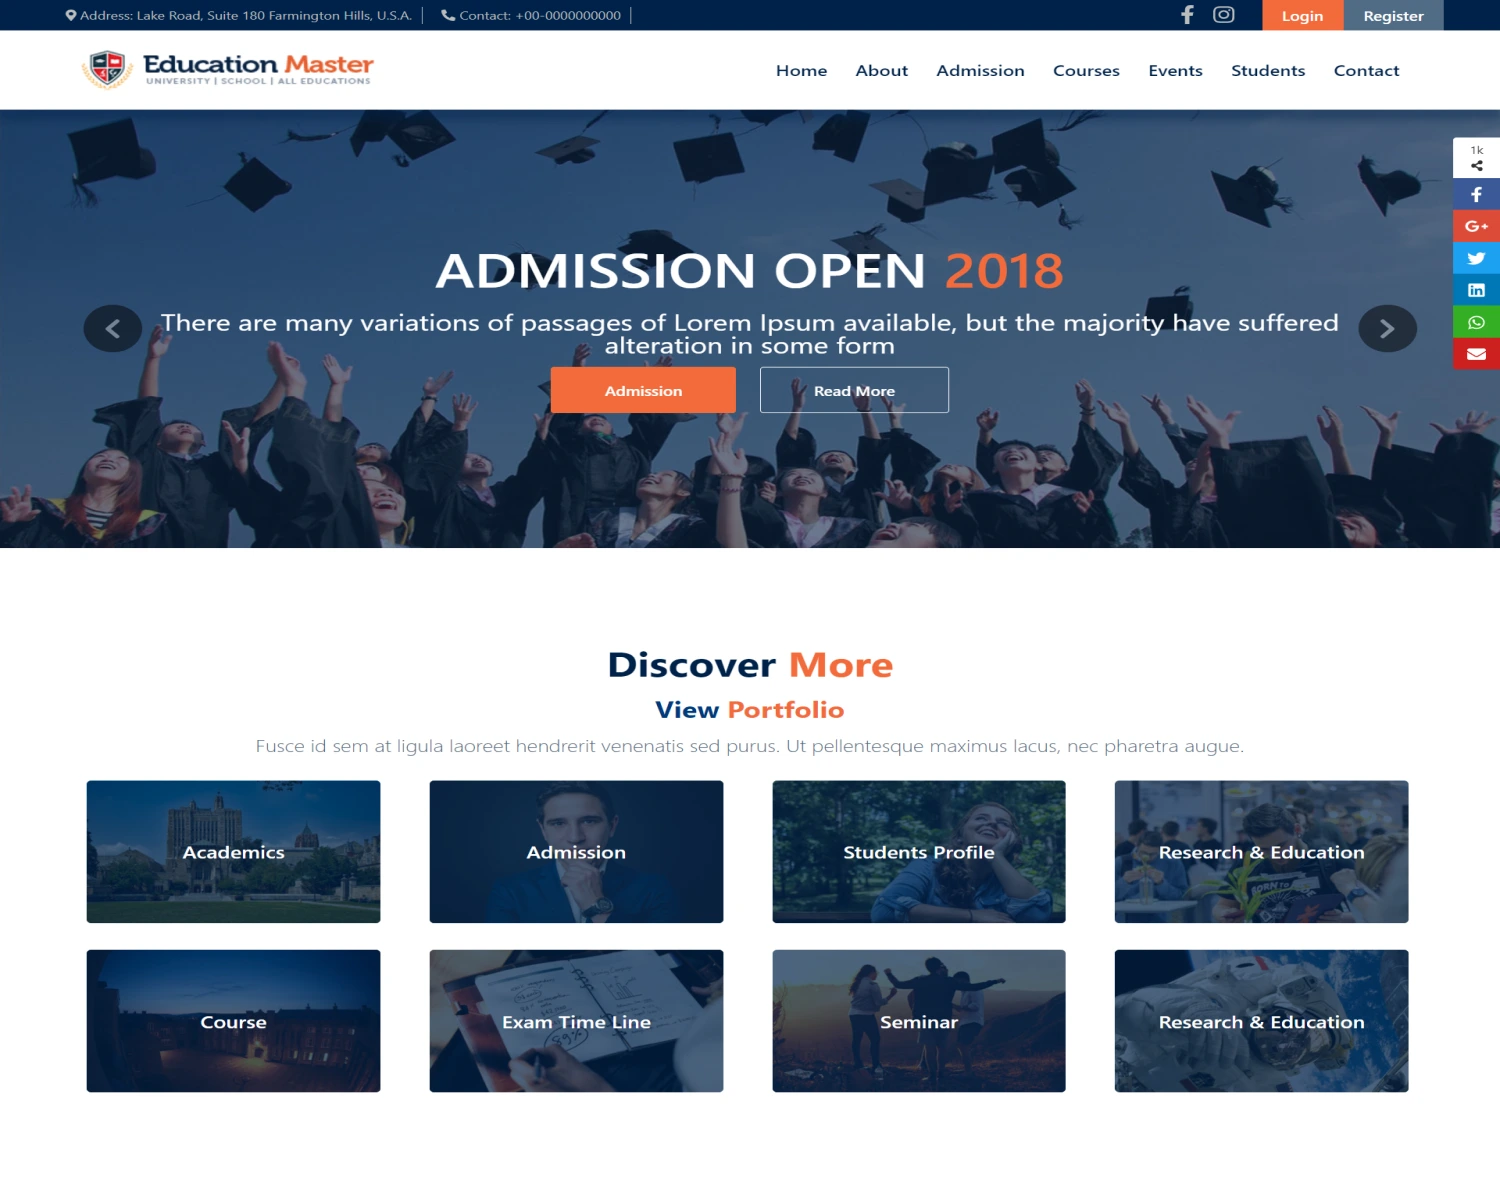 Address: Lake Road, Suite 180 Farmington Hills, U.S.A.
Contact: +00-0000000000
Login
Register
Education Master
UNIVERSITY | SCHOOL | ALL EDUCATIONS
Home
About
Admission
Courses
Events
Students
Contact
1k
G+
ADMISSION OPEN 2018
There are many variations of passages of Lorem Ipsum available, but the majority have suffered
alteration in some form
Admission
Read More
Discover More
View Portfolio
Fusce id sem at ligula laoreet hendrerit venenatis sed purus. Ut pellentesque maximus lacus, nec pharetra augue.
Academics
Admission
Students Profile
Research & Education
BORN TO
Course
Exam Time Line
Seminar
Research & Education